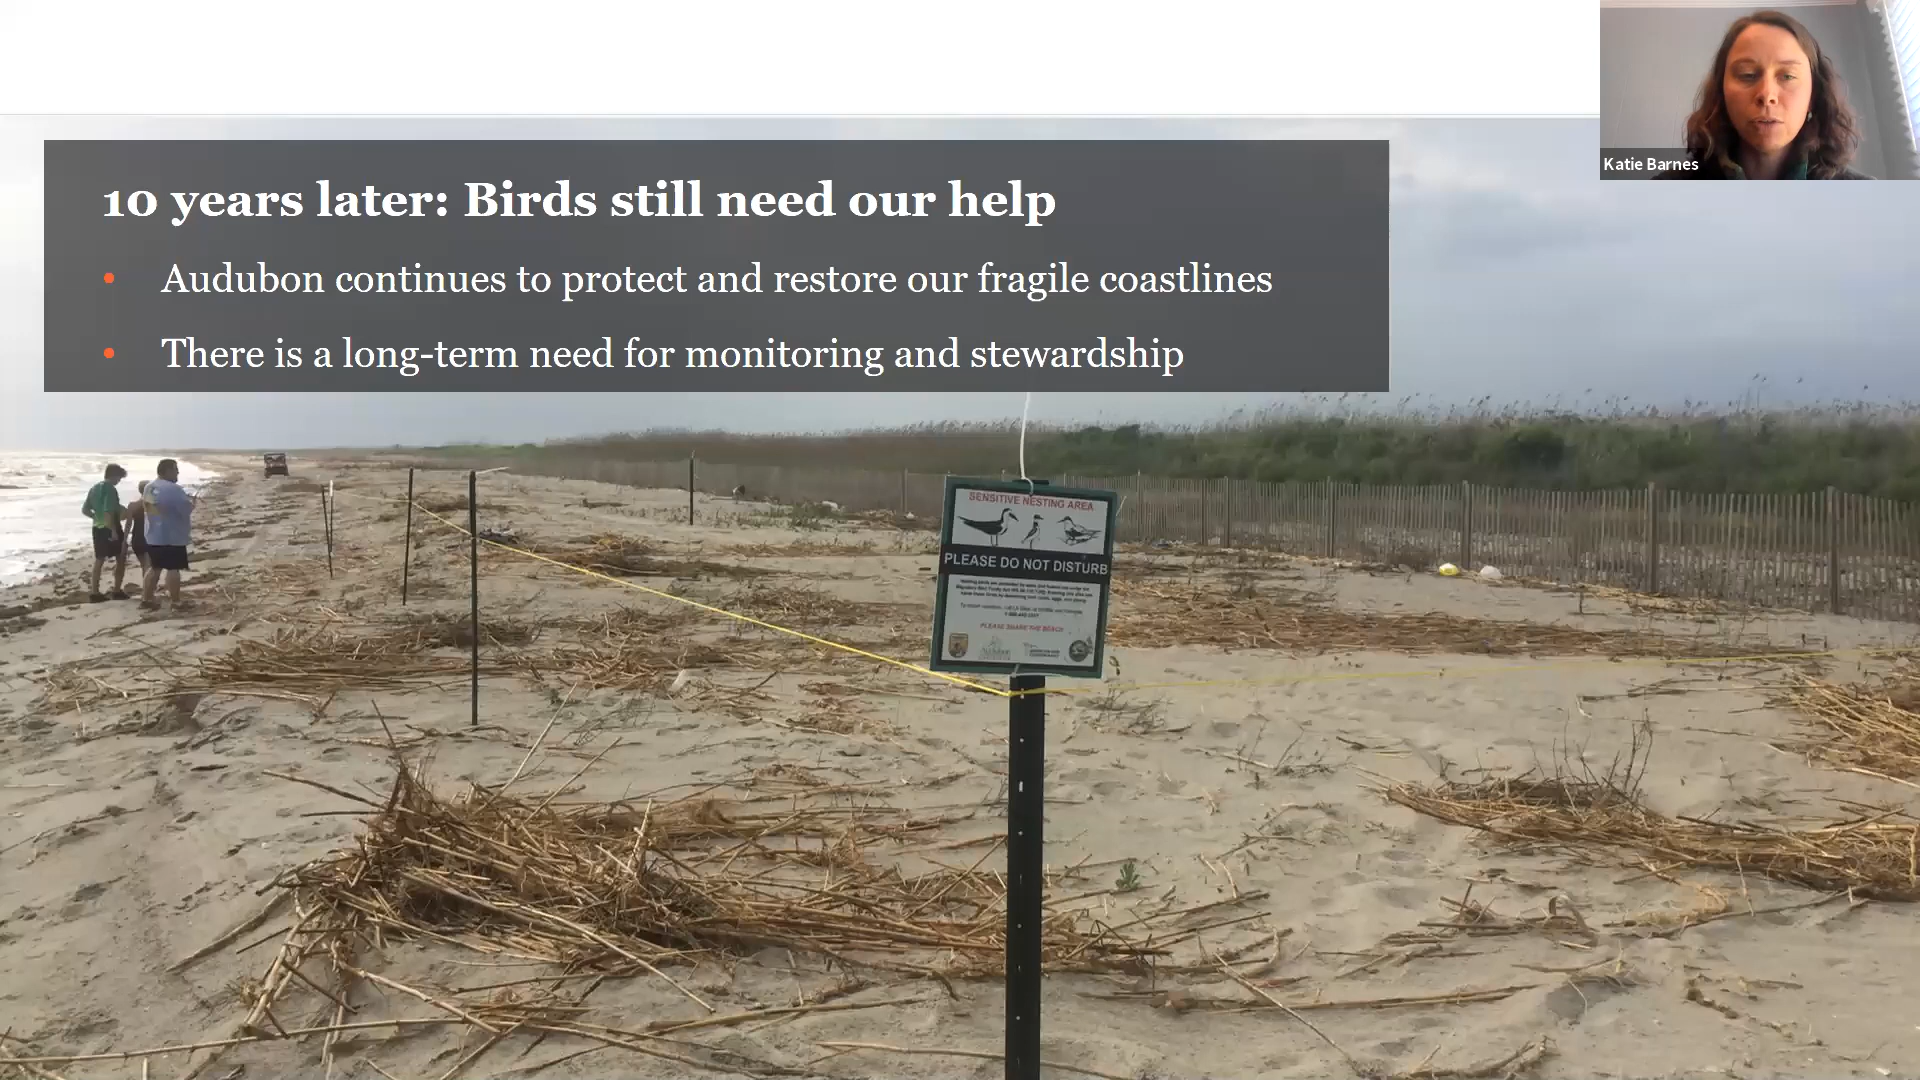 10 years later: Birds still need our help
Audubon continues to protect and restore our fragile coastlines
There is a long-term need for monitoring and stewardship
Katie Barnes
SENSITIVE NESTING AREA
PLEASE DO NOT DISTURB
PLEASE SHARE THE BEACH